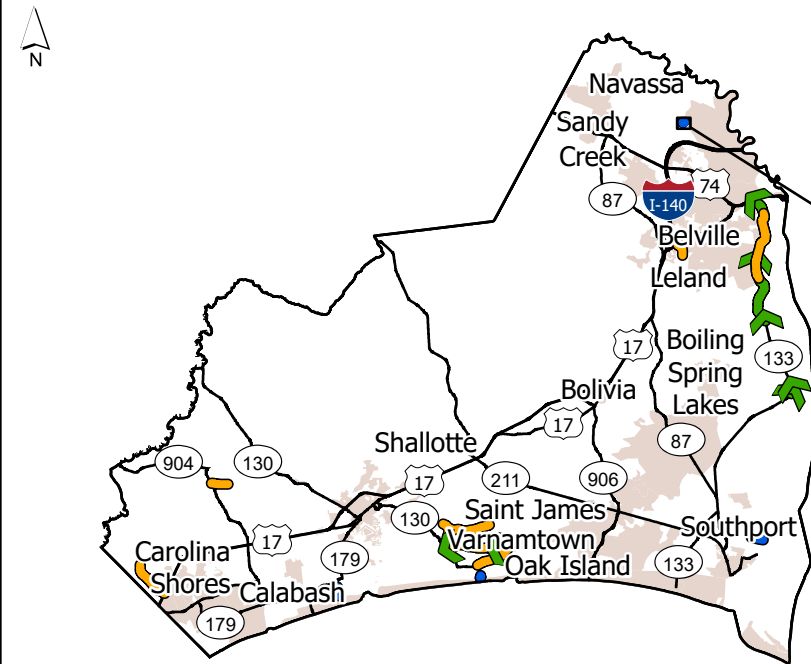 N
Navassa
Sandy
Creek
74
87
I-140
Belville
Leland
17
Boiling
Spring
Lakes
133
Bolivia
17
87
Shallotte
904
130
17
211
906
130
Saint James
Southport
17
Varnamtown
Carolina
Shores
179
Oak Island
133
Calabash
179